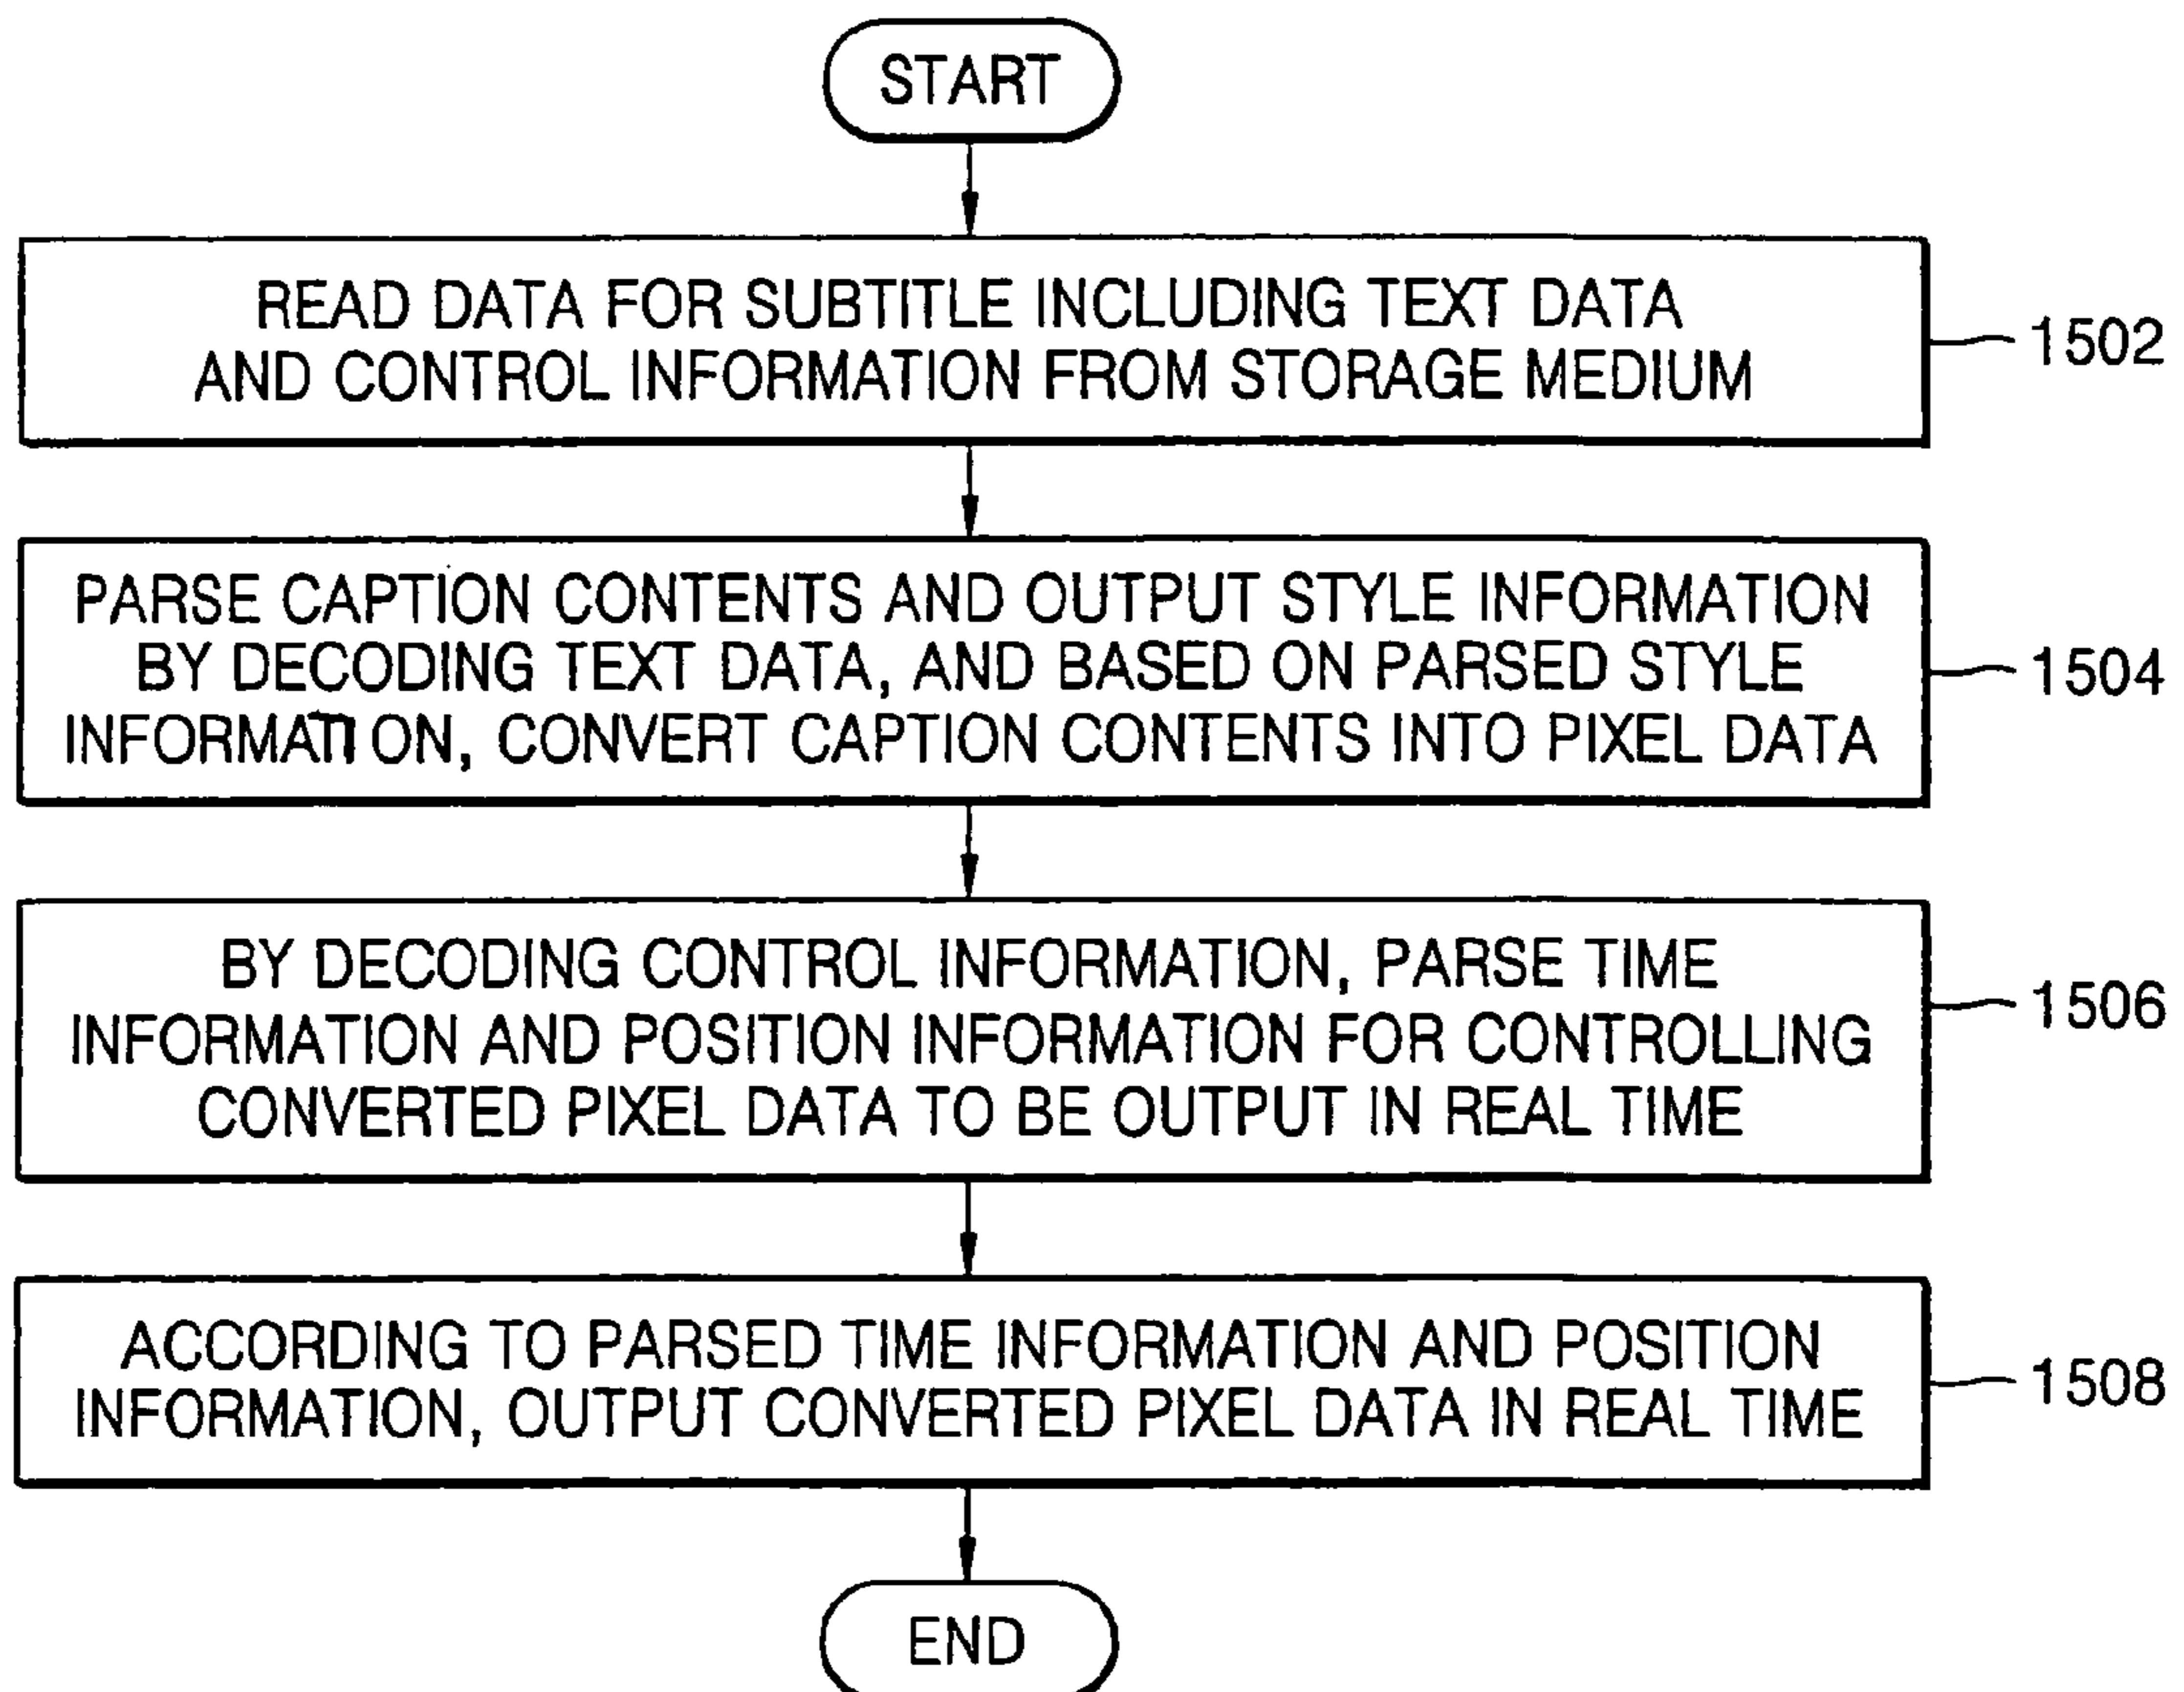 START
READ DATA FOR SUBTITLE INCLUDING TEXT DATA
AND CONTROL INFORMATION FROM STORAGE MEDIUM
1502
PARSE CAPTION CONTENTS AND OUTPUT STYLE INFORMATION
BY DECODING TEXT DATA, AND BASED ON PARSED STYLE
INFORMATION, CONVERT CAPTION CONTENTS INTO PIXEL DATA
1504
BY DECODING CONTROL INFORMATION, PARSE TIME
INFORMATION AND POSITION INFORMATION FOR CONTROLLING
CONVERTED PIXEL DATA TO BE OUTPUT IN REAL TIME
1506
ACCORDING TO PARSED TIME INFORMATION AND POSITION
INFORMATION, OUTPUT CONVERTED PIXEL DATA IN REAL TIME
1508
END